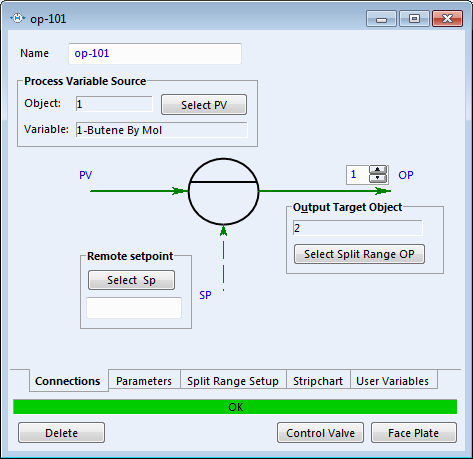 op-101
Name op-101
Process Variable Source
Object: 1 Select PV
Variable: 1-Butene By Mol
PV 1 OP
Output Target Object
2
Select Split Range OP
Remote setpoint
Select Sp
SP
Connections Parameters Split Range Setup Stripchart User Variables
OK
Delete Control Valve Face Plate